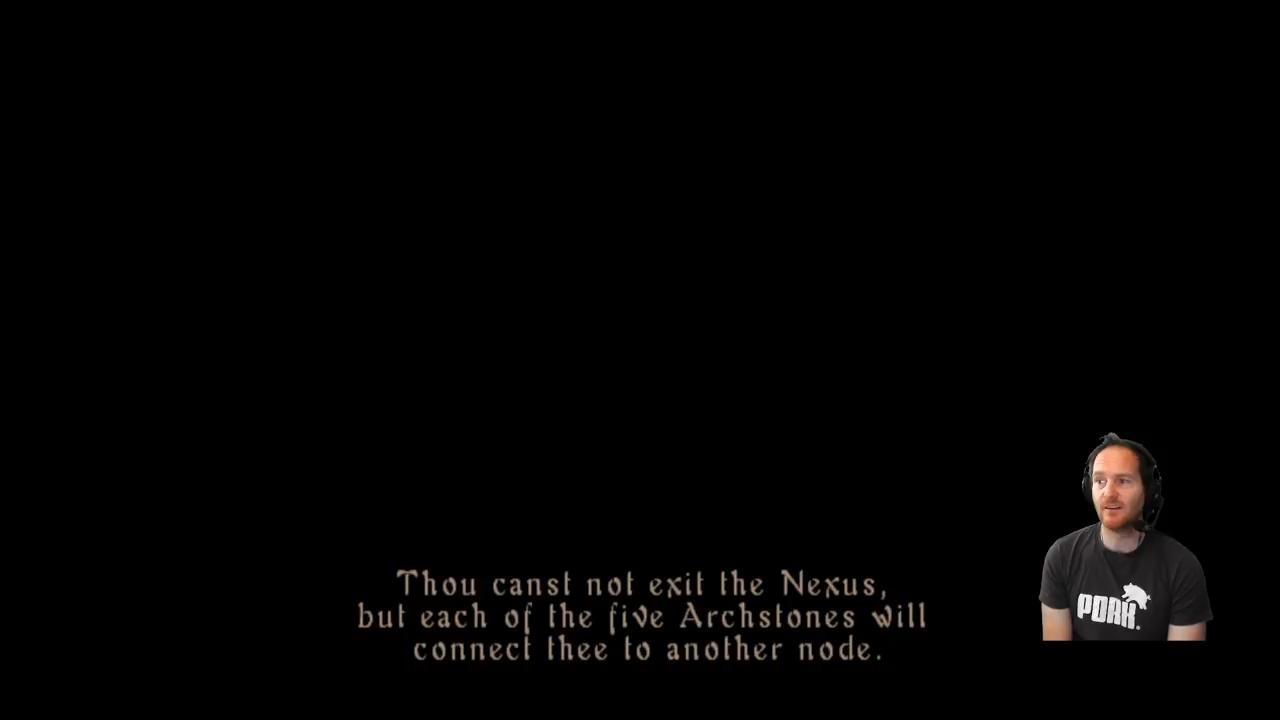 Thou canst not exit the Nexus,
but each of the five Archstones will
connect thee to another node.
PORK.